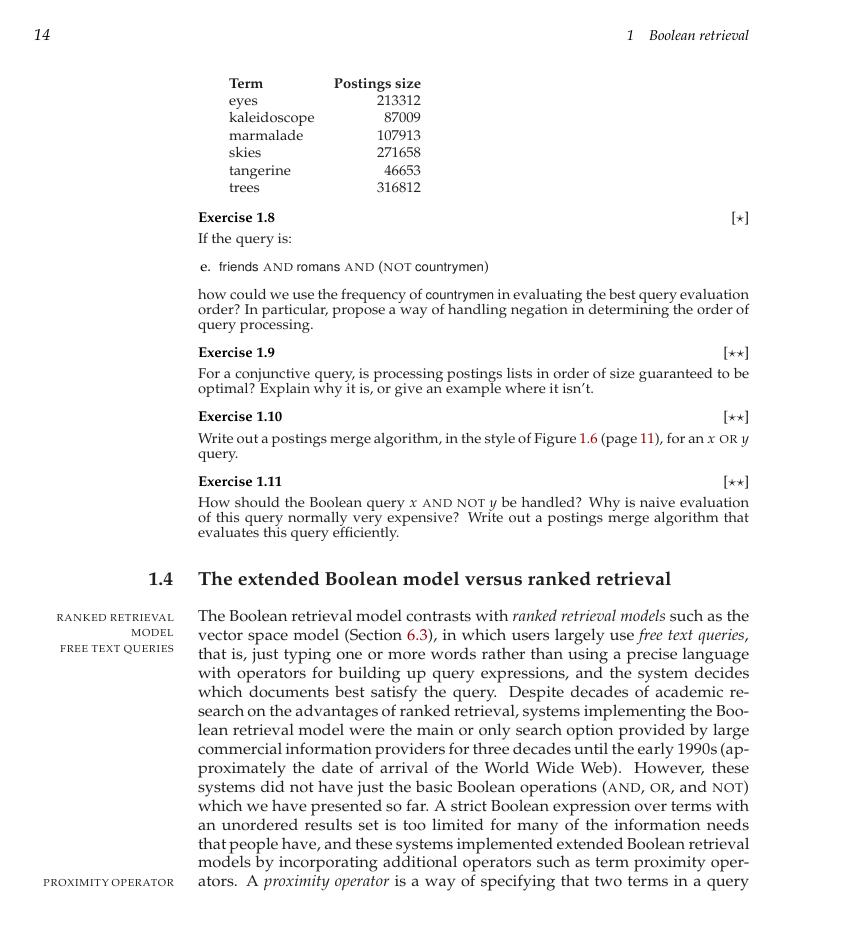 14
1 Boolean retrieval
Term Postings size
eyes 213312
kaleidoscope 87009
marmalade 107913
skies 271658
tangerine 46653
trees 316812
Exercise 1.8 [⋆]
If the query is:
e. friends AND romans AND (NOT countrymen)
how could we use the frequency of countrymen in evaluating the best query evaluation
order? In particular, propose a way of handling negation in determining the order of
query processing.
Exercise 1.9 [⋆⋆]
For a conjunctive query, is processing postings lists in order of size guaranteed to be
optimal? Explain why it is, or give an example where it isn't.
Exercise 1.10 [⋆⋆]
Write out a postings merge algorithm, in the style of Figure 1.6 (page 11), for an x OR y
query.
Exercise 1.11 [⋆⋆]
How should the Boolean query x AND NOT y be handled? Why is naive evaluation
of this query normally very expensive? Write out a postings merge algorithm that
evaluates this query efficiently.
1.4 The extended Boolean model versus ranked retrieval
RANKED RETRIEVAL
MODEL
FREE TEXT QUERIES
The Boolean retrieval model contrasts with ranked retrieval models such as the
vector space model (Section 6.3), in which users largely use free text queries,
that is, just typing one or more words rather than using a precise language
with operators for building up query expressions, and the system decides
which documents best satisfy the query. Despite decades of academic re-
search on the advantages of ranked retrieval, systems implementing the Boo-
lean retrieval model were the main or only search option provided by large
commercial information providers for three decades until the early 1990s (ap-
proximately the date of arrival of the World Wide Web). However, these
systems did not have just the basic Boolean operations (AND, OR, and NOT)
which we have presented so far. A strict Boolean expression over terms with
an unordered results set is too limited for many of the information needs
that people have, and these systems implemented extended Boolean retrieval
models by incorporating additional operators such as term proximity oper-
PROXIMITY OPERATOR
ators. A proximity operator is a way of specifying that two terms in a query